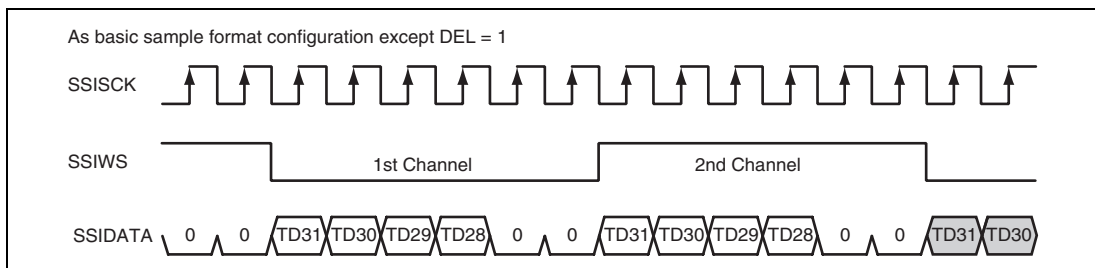 As basic sample format configuration except DEL = 1
SSISCK
SSIWS 1st Channel 2nd Channel
SSIDATA 0 0 TD31 TD30 TD29 TD28 0 0 TD31 TD30 TD29 TD28 0 0 TD31 TD30